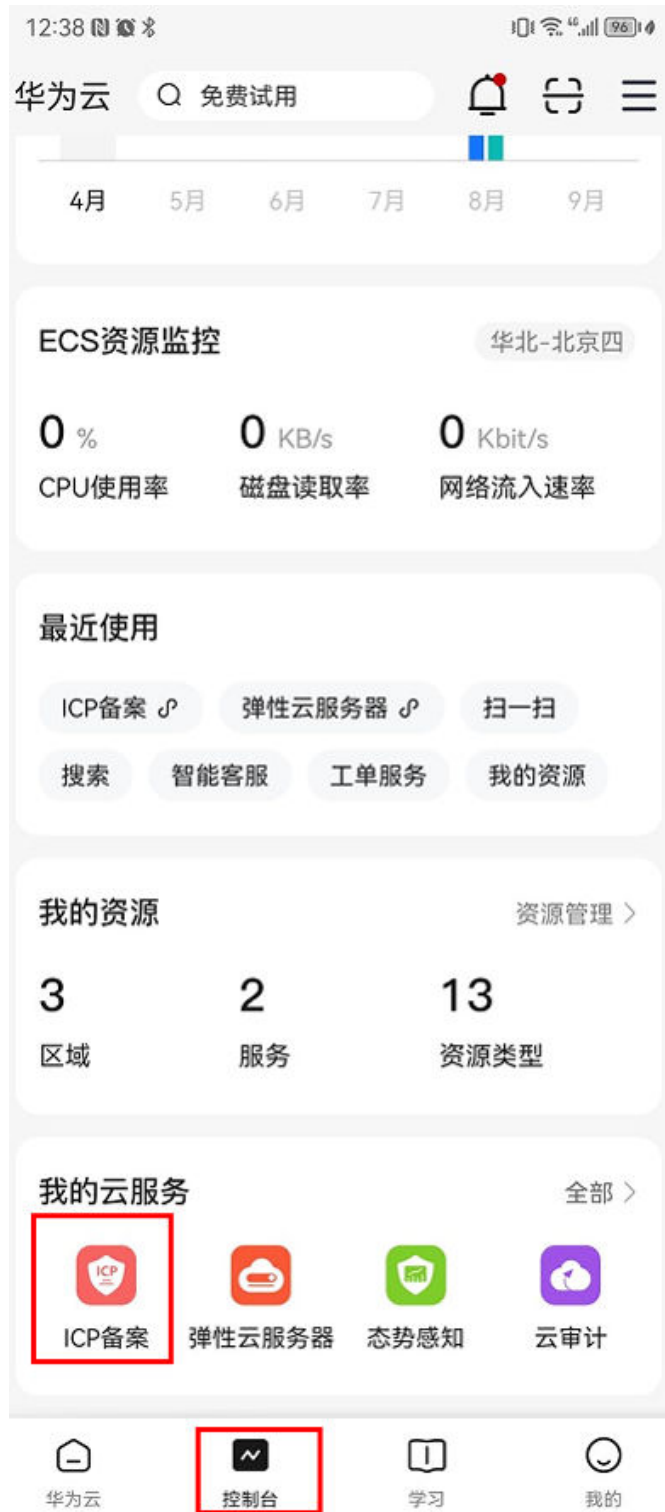 12:38 46 96
华为云 免费试用
4月 5月 6月 7月 8月 9月
ECS资源监控 华北-北京四
0 % 0 KB/s 0 Kbit/s
CPU使用率 磁盘读取率 网络流入速率
最近使用
ICP备案 弹性云服务器 扫一扫
搜索 智能客服 工单服务 我的资源
我的资源 资源管理
3 2 13
区域 服务 资源类型
我的云服务 全部
ICP
ICP备案 弹性云服务器 态势感知 云审计
华为云 控制台 学习 我的